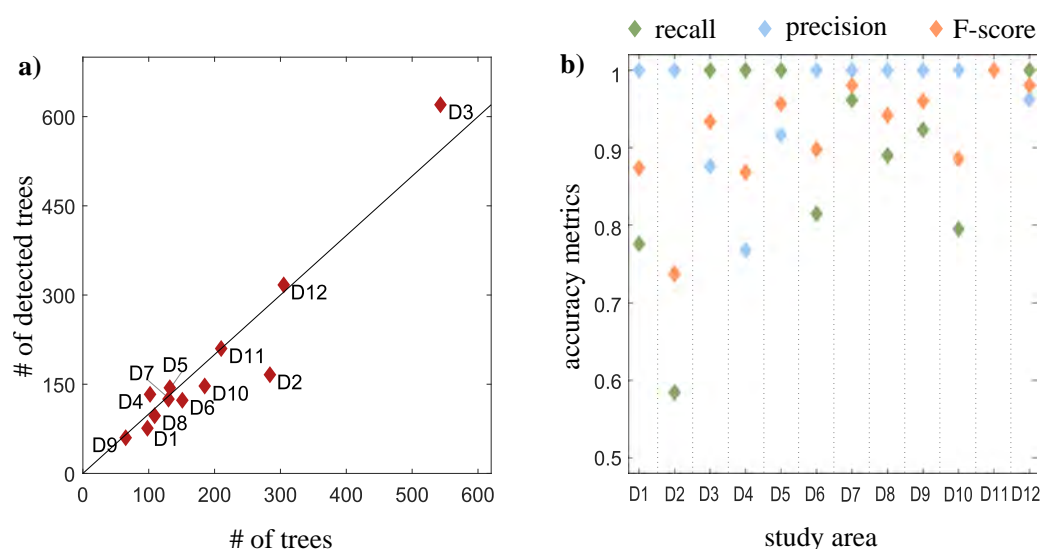 recall precision F-score
a)
600
450
300
150
0
# of detected trees
D3
D12
D11
D2
D5
D7
D10
D4
D6
D8
D1
D9
0 100 200 300 400 500 600
# of trees
b)
1
0.9
0.8
0.7
0.6
0.5
accuracy metrics
D1 D2 D3 D4 D5 D6 D7 D8 D9 D10 D11 D12
study area